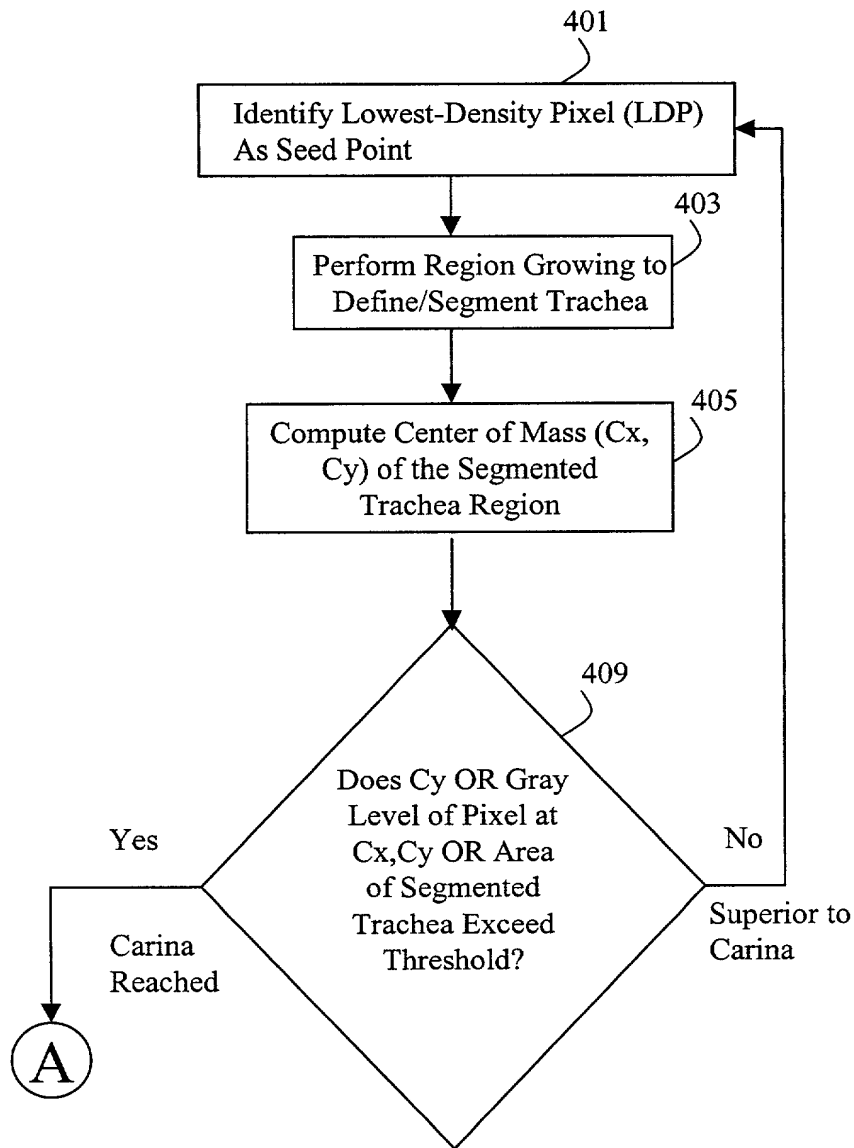 401
Identify Lowest-Density Pixel (LDP)
As Seed Point
403
Perform Region Growing to
Define/Segment Trachea
405
Compute Center of Mass (Cx,
Cy) of the Segmented
Trachea Region
409
Does Cy OR Gray
Level of Pixel at
Cx,Cy OR Area
of Segmented
Trachea Exceed
Threshold?
Yes
Carina
Reached
No
Superior to
Carina
A